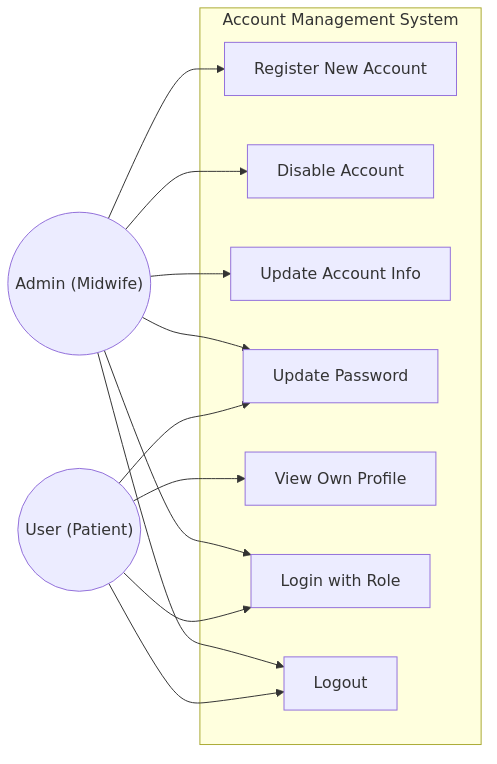 Account Management System
Register New Account
Disable Account
Admin (Midwife)
Update Account Info
Update Password
View Own Profile
User (Patient)
Login with Role
Logout